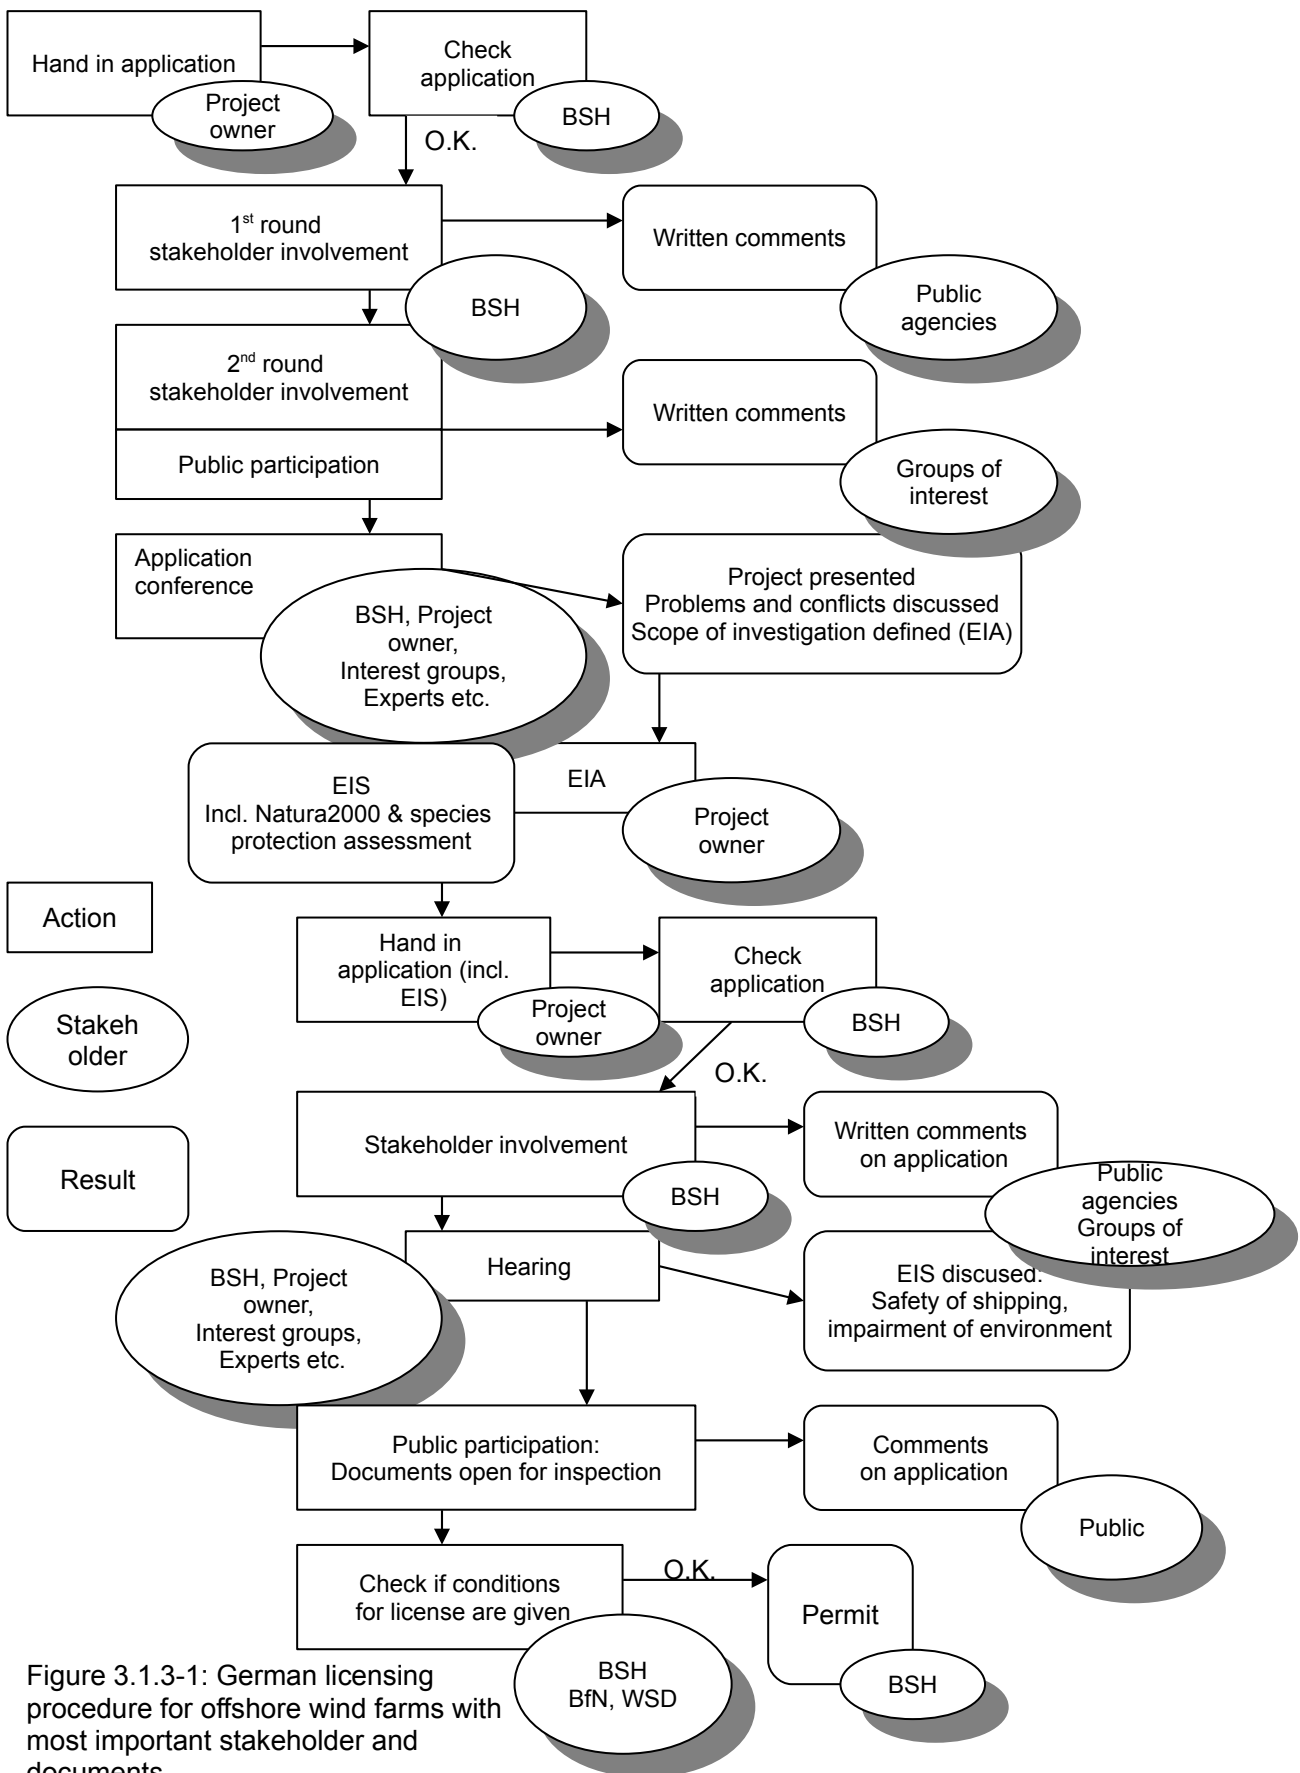 Hand in application
Project
owner
Check
application
BSH
O.K.
1st round
stakeholder involvement
BSH
Written comments
Public
agencies
2nd round
stakeholder involvement
Public participation
Written comments
Groups of
interest
Application
conference
BSH, Project
owner,
Interest groups,
Experts etc.
Project presented
Problems and conflicts discussed
Scope of investigation defined (EIA)
EIS
Incl. Natura2000 & species
protection assessment
EIA
Project
owner
Action
Stakeh
older
Result
Hand in
application (incl.
EIS)
Project
owner
Check
application
BSH
O.K.
Stakeholder involvement
BSH
Written comments
on application
Public
agencies
Groups of
interest
Hearing
BSH, Project
owner,
Interest groups,
Experts etc.
EIS discused:
Safety of shipping,
impairment of environment
Public participation:
Documents open for inspection
Comments
on application
Public
Check if conditions
for license are given
O.K.
BSH
BfN, WSD
Permit
BSH
Figure 3.1.3-1: German licensing
procedure for offshore wind farms with
most important stakeholder and
documents